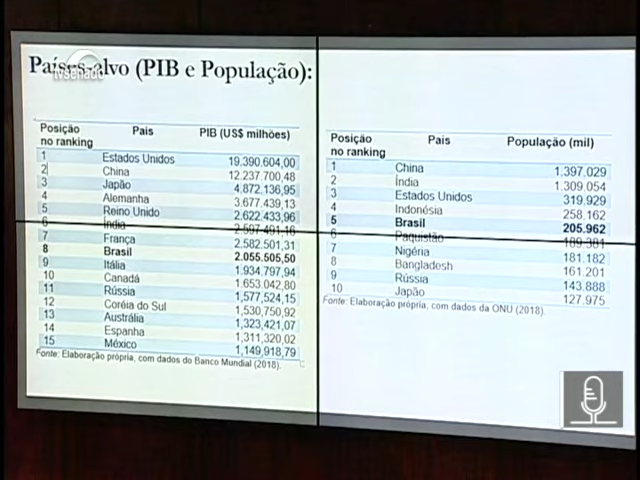 Países-alvo (PIB e População):
tvsenado
Posição no ranking País PIB (US$ milhões)
1 Estados Unidos 19.390.604,00
2 China 12.237.700,48
3 Japão 4.872.136,95
4 Alemanha 3.677.439,13
5 Reino Unido 2.622.433,96
6 Índia 2.597.491,16
7 França 2.582.501,31
8 Brasil 2.055.505,50
9 Itália 1.934.797,94
10 Canadá 1.653.042,80
11 Rússia 1,577,524,15
12 Coréia do Sul 1.530,750,92
13 Austrália 1,323,421,07
14 Espanha 1,311,320,02
15 México 1,149,918,79
Fonte: Elaboração própria, com dados do Banco Mundial (2018).
Posição no ranking País População (mil)
1 China 1,397.029
2 Índia 1.309.054
3 Estados Unidos 319.929
4 Indonésia 258.162
5 Brasil 205.962
6 Paquistão 189.381
7 Nigéria 181.182
8 Bangladesh 161.201
9 Rússia 143.888
10 Japão 127.975
Fonte: Elaboração própria, com dados da ONU (2018).